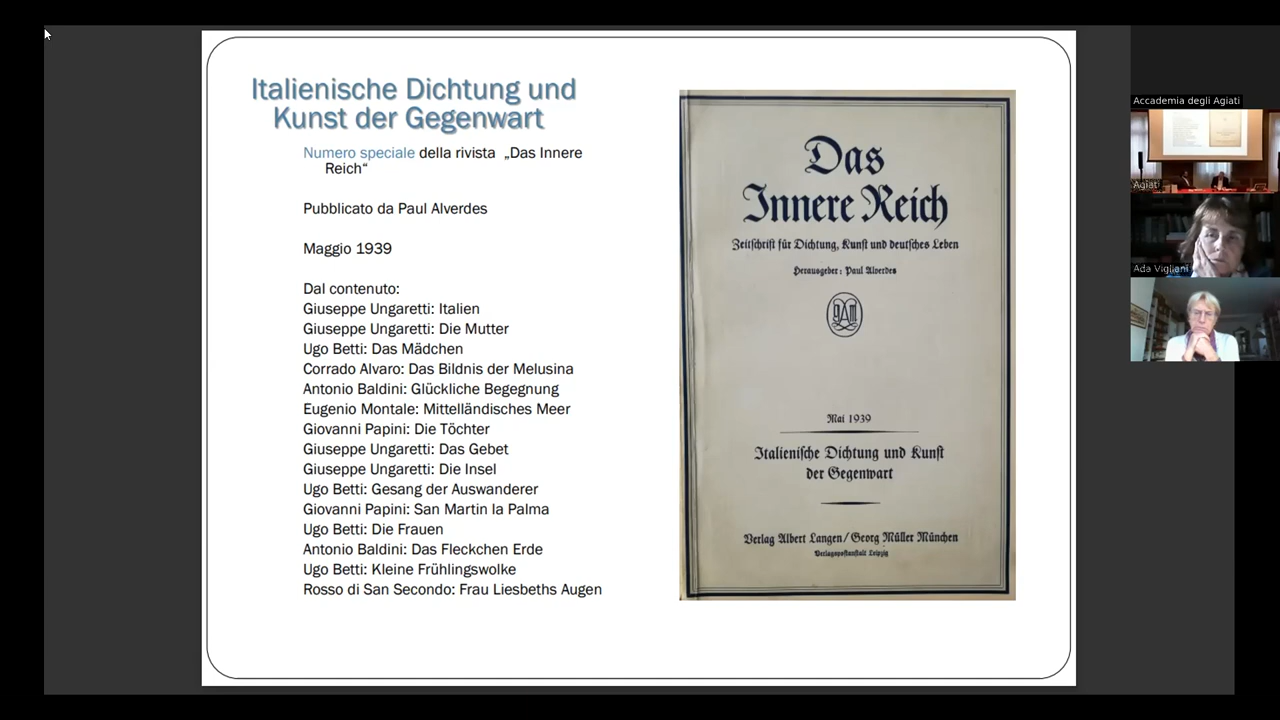 Italienische Dichtung und
Kunst der Gegenwart
Numero speciale della rivista „Das Innere
Reich“
Pubblicato da Paul Alverdes
Maggio 1939
Dal contenuto:
Giuseppe Ungaretti: Italien
Giuseppe Ungaretti: Die Mutter
Ugo Betti: Das Mädchen
Corrado Alvaro: Das Bildnis der Melusina
Antonio Baldini: Glückliche Begegnung
Eugenio Montale: Mittelländisches Meer
Giovanni Papini: Die Töchter
Giuseppe Ungaretti: Das Gebet
Giuseppe Ungaretti: Die Insel
Ugo Betti: Gesang der Auswanderer
Giovanni Papini: San Martin la Palma
Ugo Betti: Die Frauen
Antonio Baldini: Das Fleckchen Erde
Ugo Betti: Kleine Frühlingswolke
Rosso di San Secondo: Frau Liesbeths Augen
Das
Innere Reich
Zeitschrift für Dichtung, Kunst und deutsches Leben
Herausgeber: Paul Alverdes
Mai 1939
Italienische Dichtung und Kunst
der Gegenwart
Verlag Albert Langen/Georg Müller München
Verlagspostanstalt Leipzig
Accademia degli Agiati
Agiati
Ada Vigliani